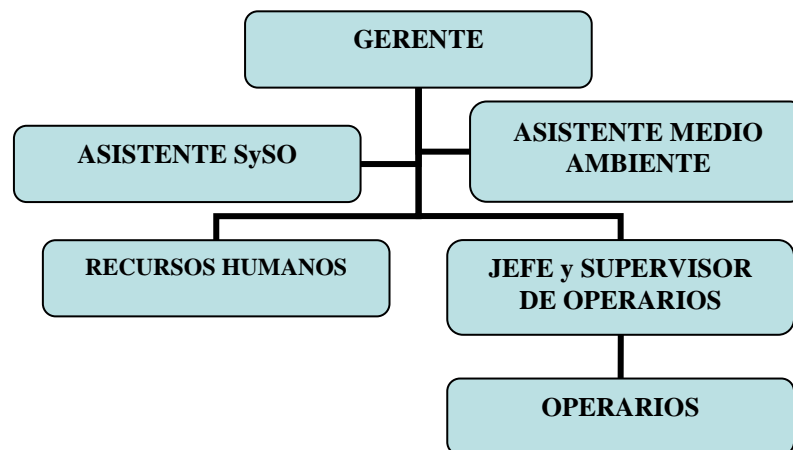 GERENTE
ASISTENTE SySO
ASISTENTE MEDIO
AMBIENTE
RECURSOS HUMANOS
JEFE y SUPERVISOR
DE OPERARIOS
OPERARIOS